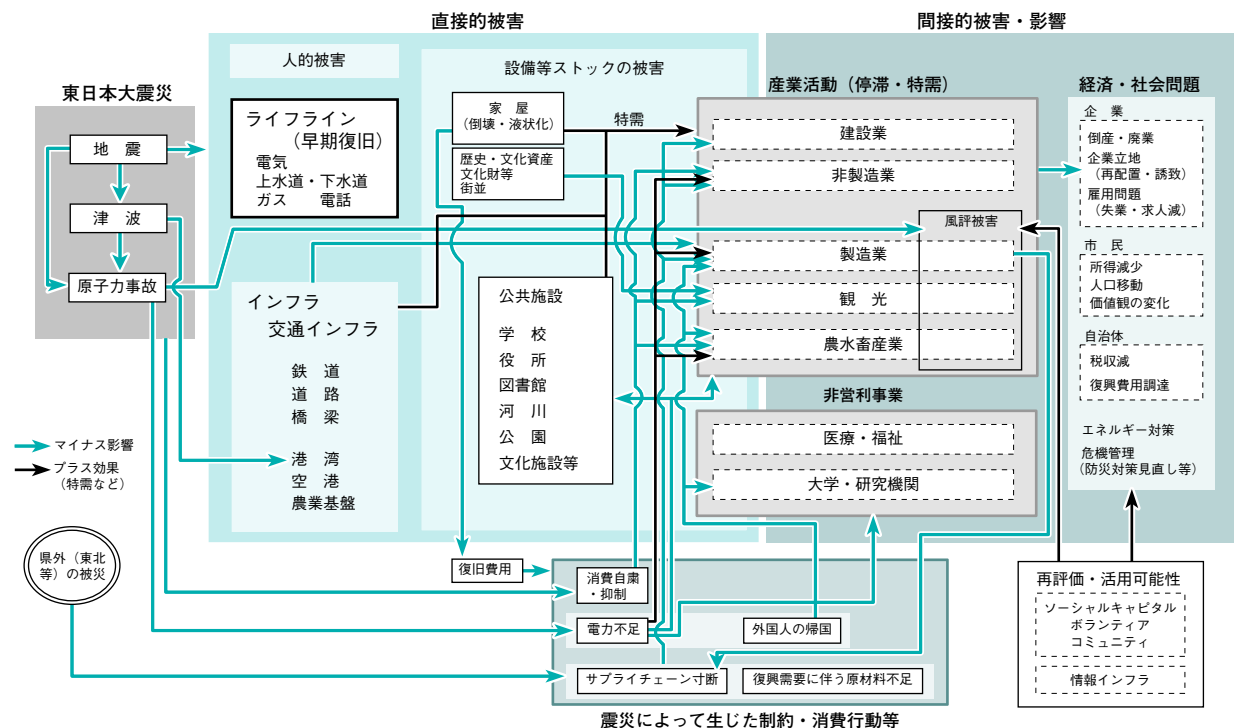 直接的被害
間接的被害・影響
東日本大震災
地　震
津　波
原子力事故
マイナス影響
プラス効果
（特需など）
県外（東北
等）の被災
人的被害
ライフライン
（早期復旧）
電気
上水道・下水道
ガス　電話
インフラ
交通インフラ
鉄　道
道　路
橋　梁
港　湾
空　港
農業基盤
設備等ストックの被害
家　屋
（倒壊・液状化）
特需
歴史・文化資産
文化財等
街並
公共施設
学　校
役　所
図書館
河　川
公　園
文化施設等
産業活動（停滞・特需）
建設業
非製造業
風評被害
製造業
観　光
農水畜産業
非営利事業
医療・福祉
大学・研究機関
経済・社会問題
企　業
倒産・廃業
企業立地
（再配置・誘致）
雇用問題
（失業・求人減）
市　民
所得減少
人口移動
価値観の変化
自治体
税収減
復興費用調達
エネルギー対策
危機管理
（防災対策見直し等）
復旧費用
消費自粛
・抑制
電力不足
外国人の帰国
サプライチェーン寸断
復興需要に伴う原材料不足
震災によって生じた制約・消費行動等
再評価・活用可能性
ソーシャルキャピタル
ボランティア
コミュニティ
情報インフラ